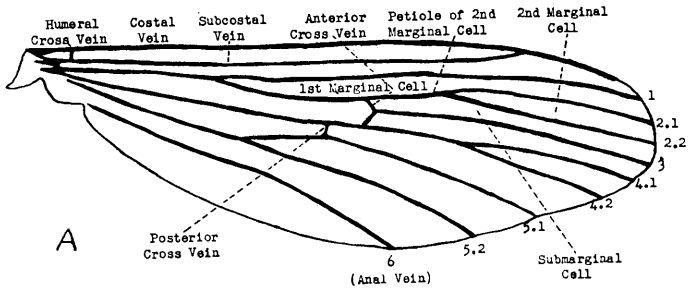 Humeral
Cross Vein
Costal
Vein
Subcostal
Vein
Anterior
Cross Vein
Petiole of 2nd
Marginal Cell
2nd Marginal
Cell
1st Marginal Cell
1
2.1
2.2
3
4.1
4.2
5.1
5.2
6
(Anal Vein)
A
Posterior
Cross Vein
Submarginal
Cell